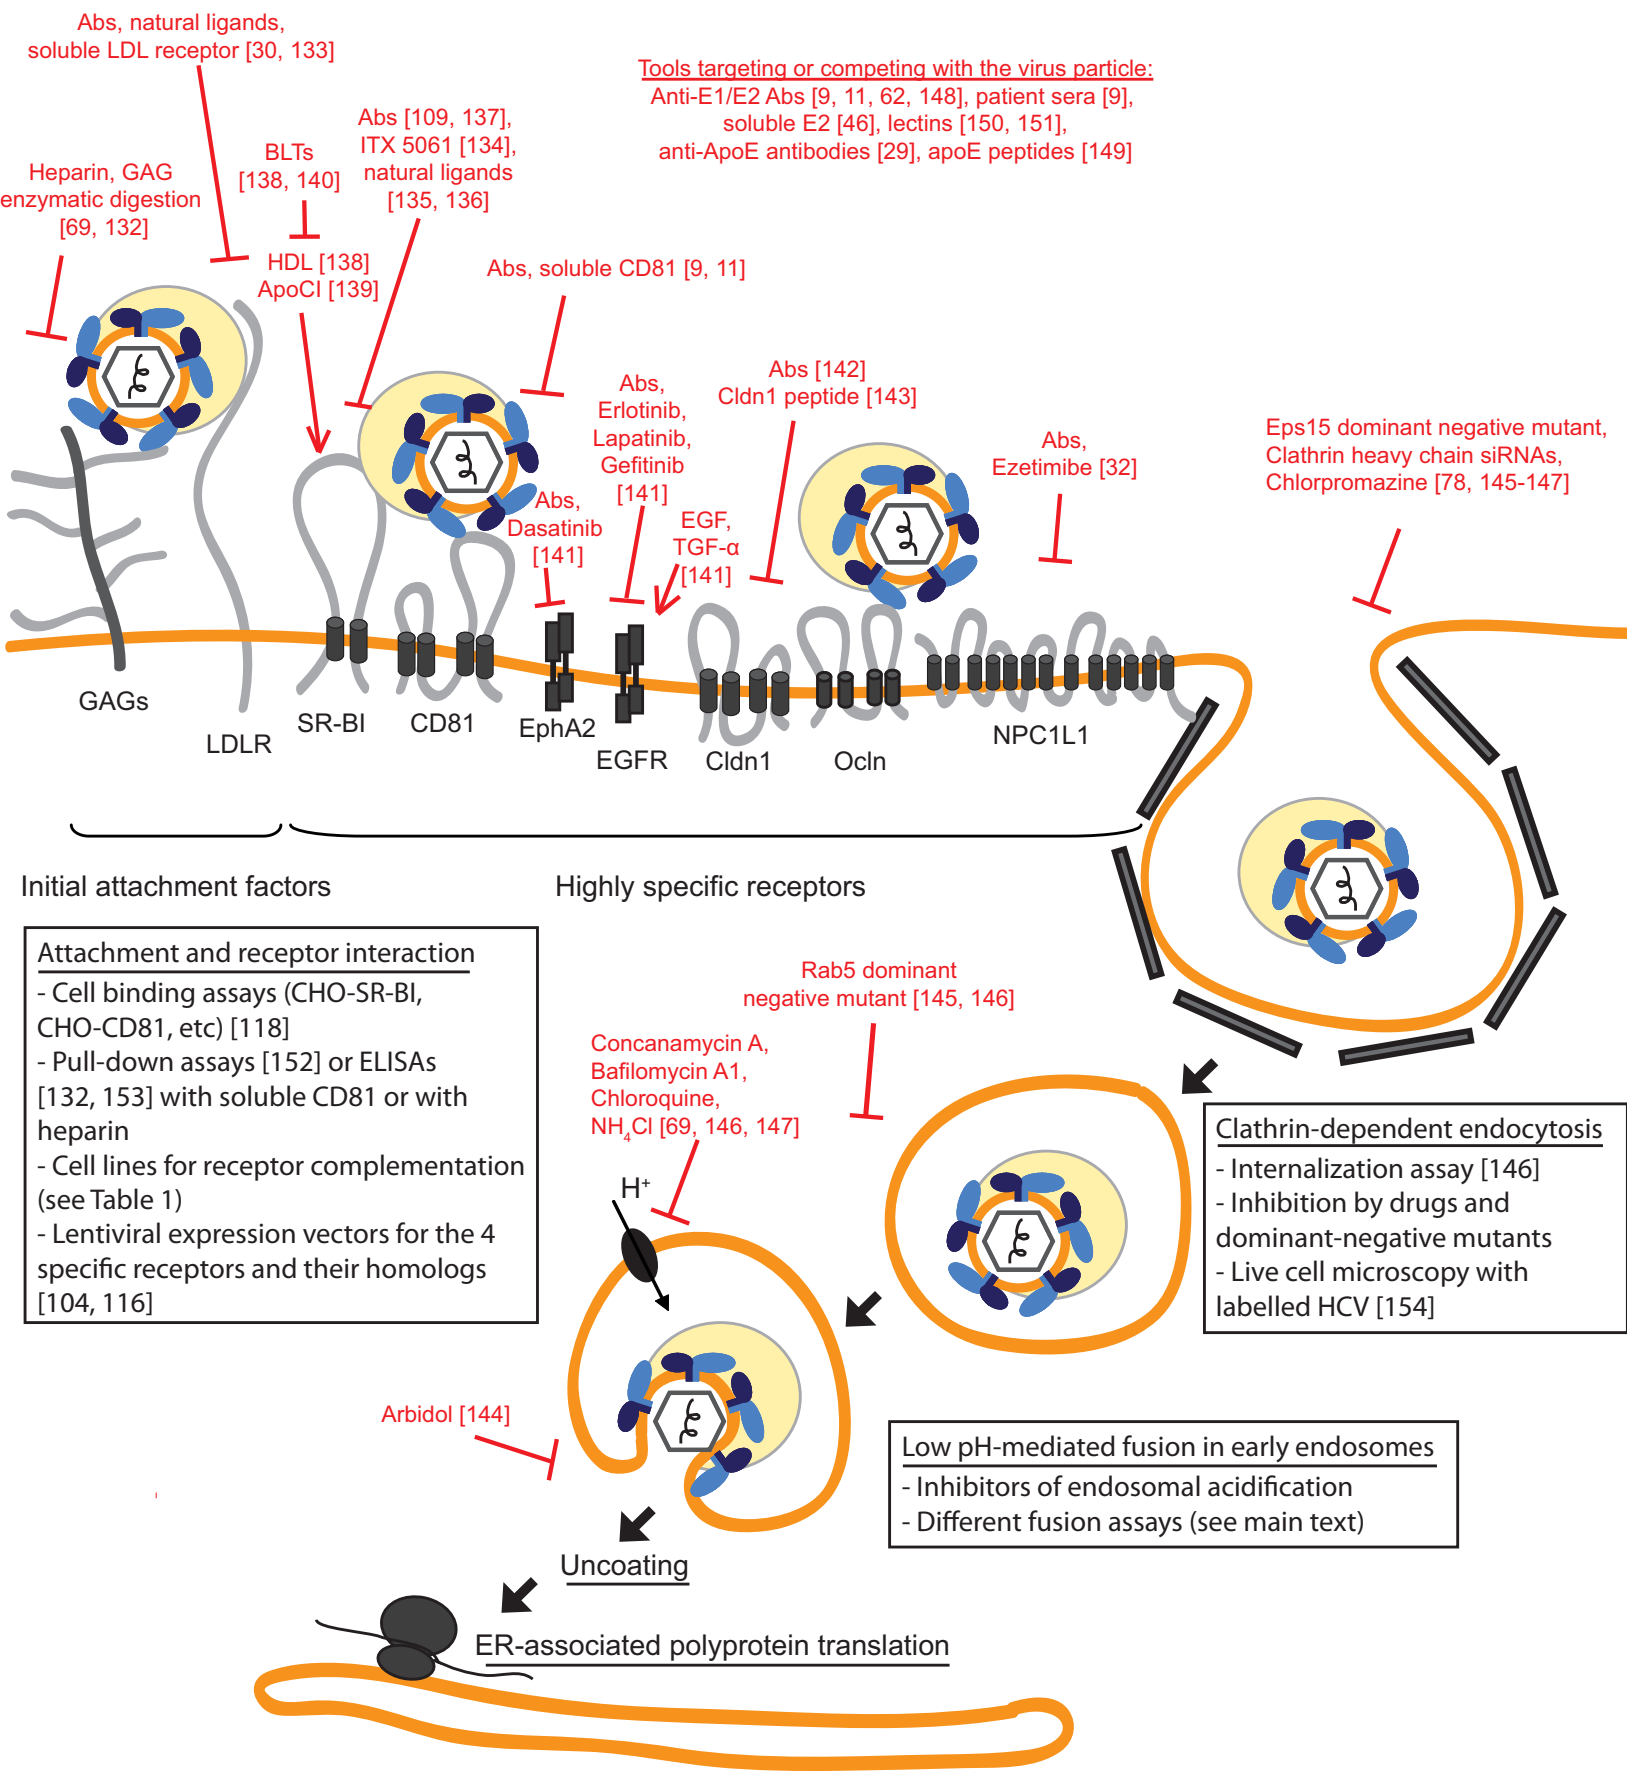 Abs, natural ligands,
soluble LDL receptor [30, 133]
Tools targeting or competing with the virus particle:
Anti-E1/E2 Abs [9, 11, 62, 148], patient sera [9],
soluble E2 [46], lectins [150, 151],
anti-ApoE antibodies [29], apoE peptides [149]
Heparin, GAG
enzymatic digestion
[69, 132]
BLTs
[138, 140]
HDL [138]
ApoCI [139]
Abs [109, 137],
ITX 5061 [134],
natural ligands
[135, 136]
Abs, soluble CD81 [9, 11]
Abs,
Dasatinib
[141]
Abs,
Erlotinib,
Lapatinib,
Gefitinib
[141]
EGF,
TGF-α
[141]
Abs [142]
Cldn1 peptide [143]
Abs,
Ezetimibe [32]
Eps15 dominant negative mutant,
Clathrin heavy chain siRNAs,
Chlorpromazine [78, 145-147]
GAGs
LDLR
SR-BI
CD81
EphA2
EGFR
Cldn1
Ocln
NPC1L1
Initial attachment factors
Highly specific receptors
Attachment and receptor interaction
- Cell binding assays (CHO-SR-BI,
CHO-CD81, etc) [118]
- Pull-down assays [152] or ELISAs
[132, 153] with soluble CD81 or with
heparin
- Cell lines for receptor complementation
(see Table 1)
- Lentiviral expression vectors for the 4
specific receptors and their homologs
[104, 116]
Rab5 dominant
negative mutant [145, 146]
Concanamycin A,
Bafilomycin A1,
Chloroquine,
NH₄Cl [69, 146, 147]
H⁺
Clathrin-dependent endocytosis
- Internalization assay [146]
- Inhibition by drugs and
dominant-negative mutants
- Live cell microscopy with
labelled HCV [154]
Arbidol [144]
Low pH-mediated fusion in early endosomes
- Inhibitors of endosomal acidification
- Different fusion assays (see main text)
Uncoating
ER-associated polyprotein translation